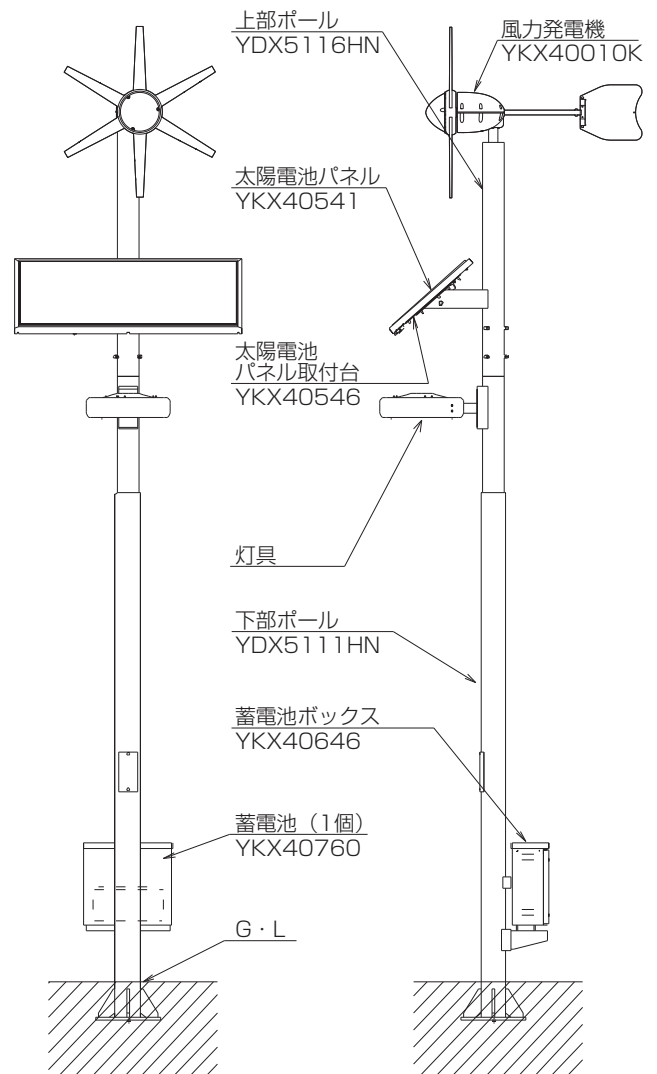 上部ポール
YDX5116HN
風力発電機
YKX40010K
太陽電池パネル
YKX40541
太陽電池
パネル取付台
YKX40546
灯具
下部ポール
YDX5111HN
蓄電池ボックス
YKX40646
蓄電池（1個）
YKX40760
G・L